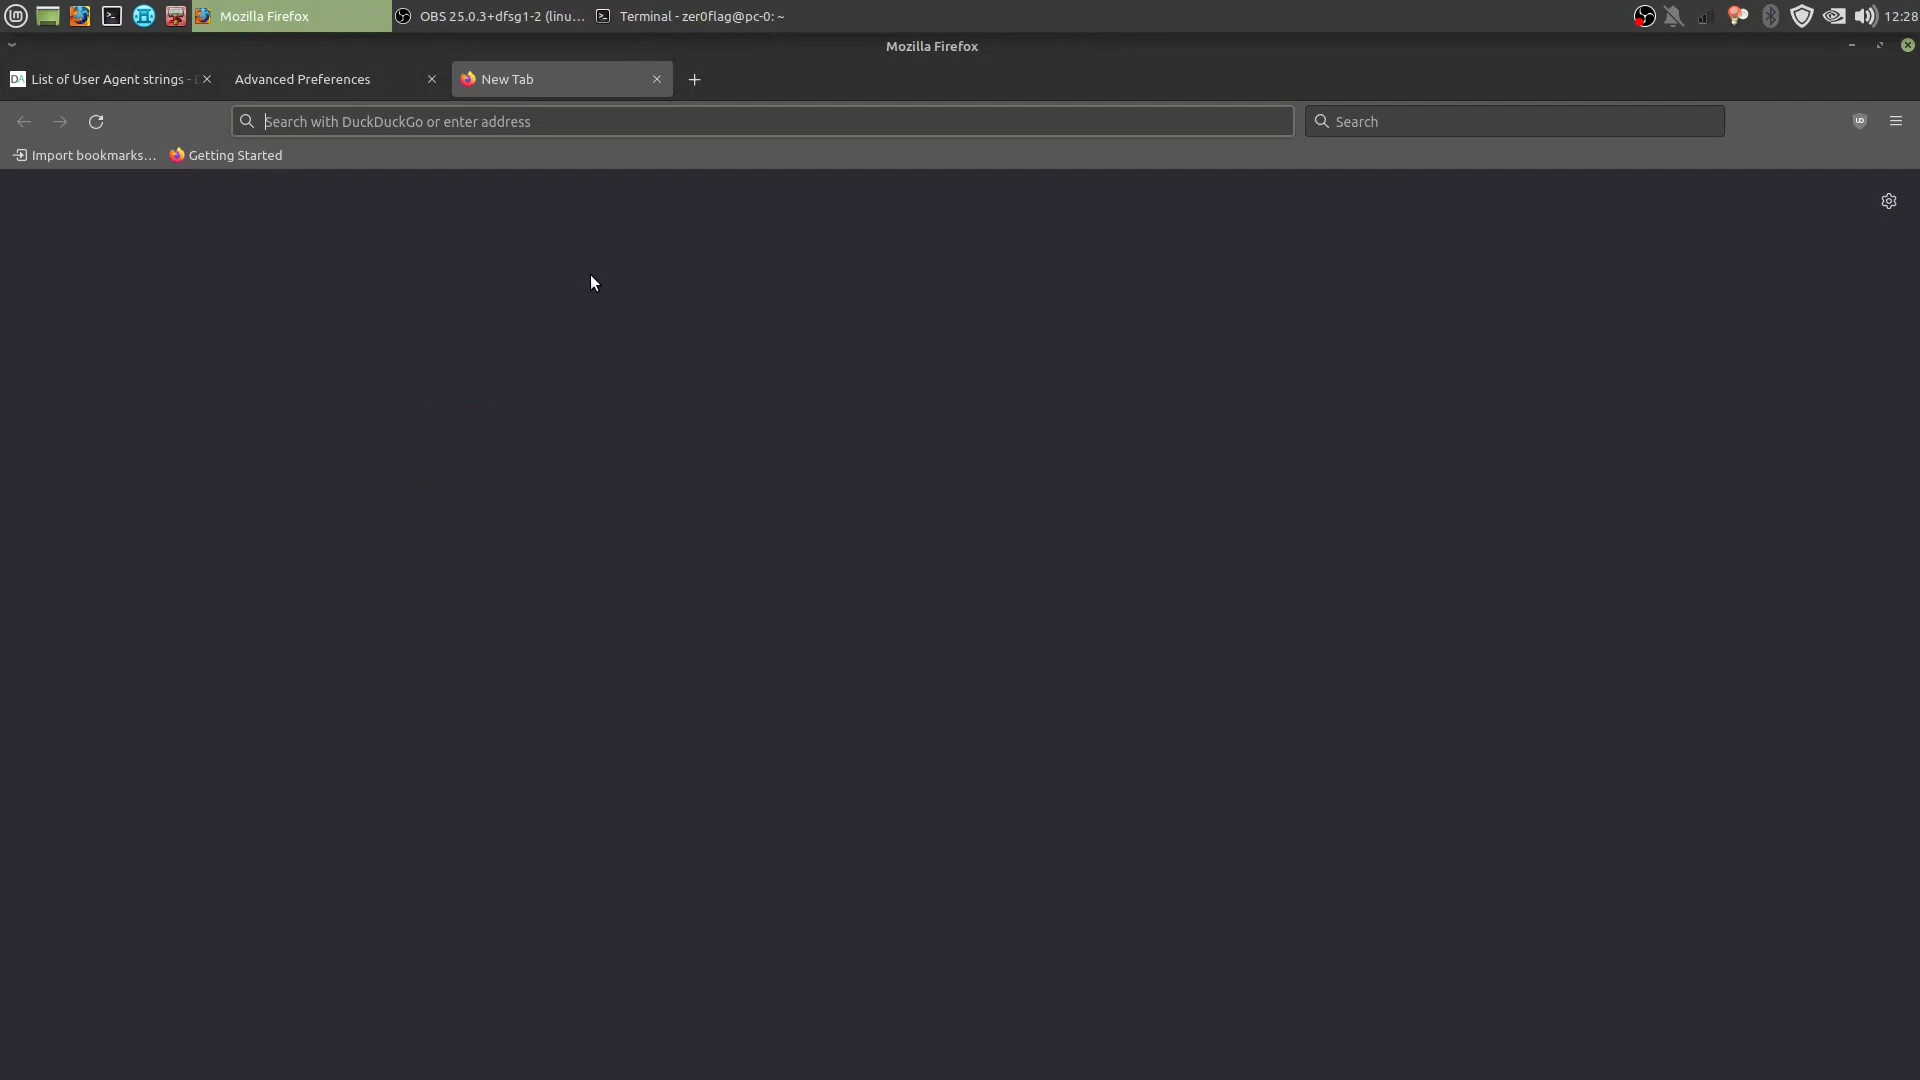 Mozilla Firefox
OBS 25.0.3+dfsg1-2 (linu...
Terminal - zer0flag@pc-0: ~
12:28
Mozilla Firefox
DA List of User Agent strings -
Advanced Preferences
New Tab
Search with DuckDuckGo or enter address
Search
Import bookmarks...
Getting Started